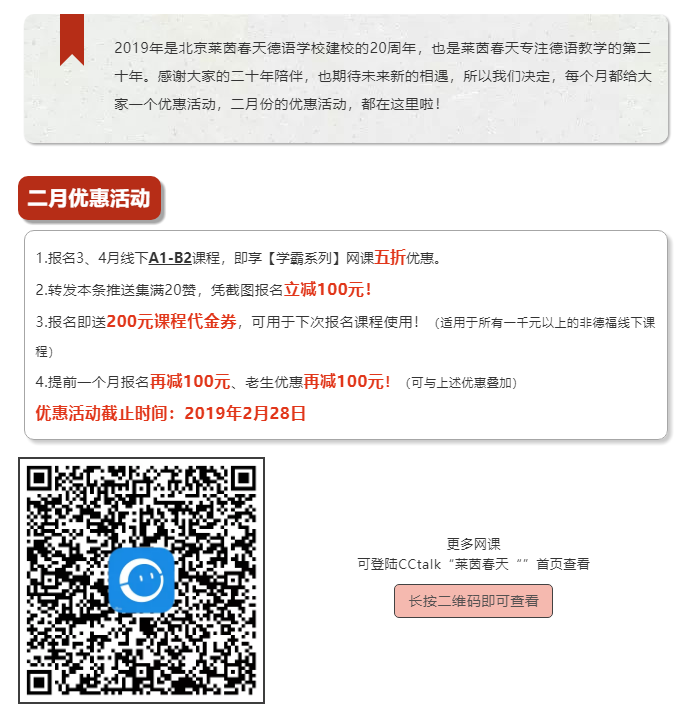 2019年是北京莱茵春天德语学校建校的20周年，也是莱茵春天专注德语教学的第二
十年。感谢大家的二十年陪伴，也期待未来新的相遇，所以我们决定，每个月都给大
家一个优惠活动，二月份的优惠活动，都在这里啦！
二月优惠活动
1.报名3、4月线下A1-B2课程，即享【学霸系列】网课五折优惠。
2.转发本条推送集满20赞，凭截图报名立减100元！
3.报名即送200元课程代金券，可用于下次报名课程使用！（适用于所有一千元以上的非德福线下课
程）
4.提前一个月报名再减100元、老生优惠再减100元！（可与上述优惠叠加）
优惠活动截止时间：2019年2月28日
更多网课
可登陆CCtalk“莱茵春天“”首页查看
长按二维码即可查看